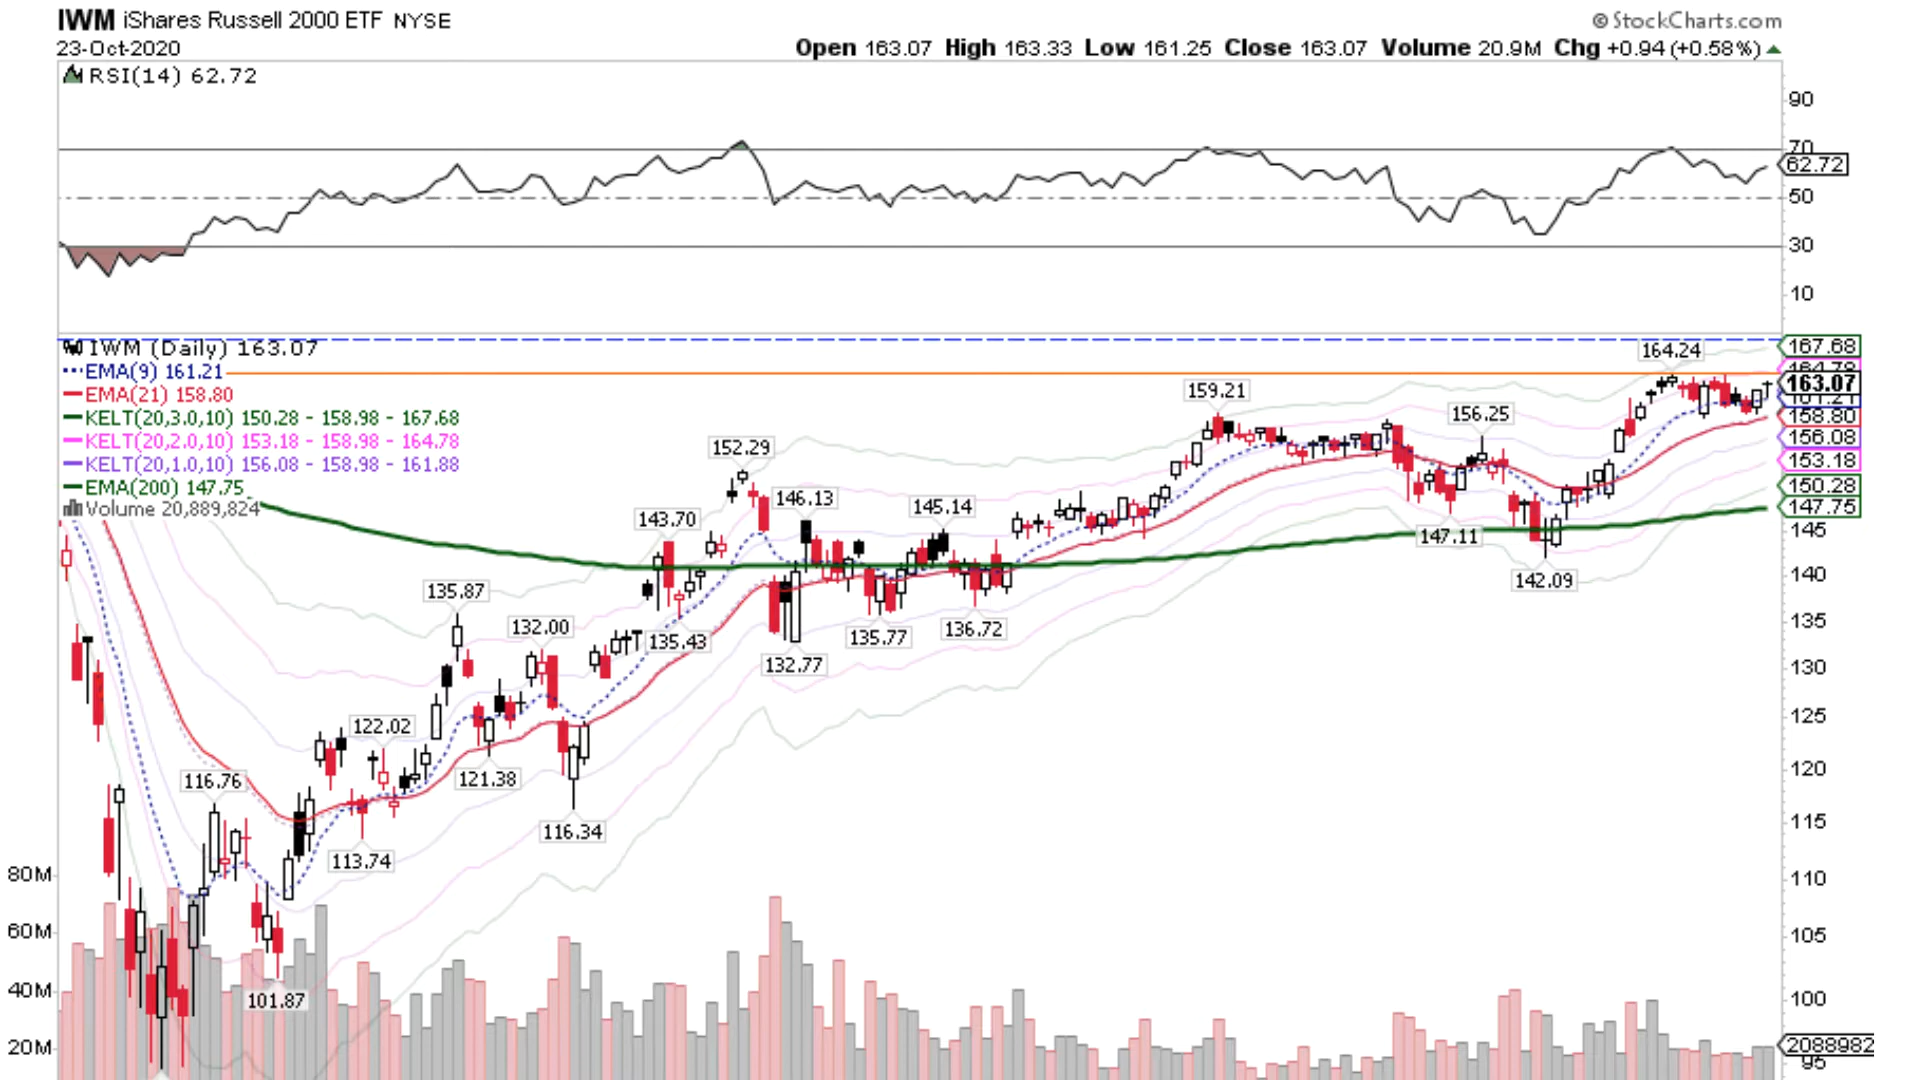 IWM iShares Russell 2000 ETF NYSE
© StockCharts.com
23-Oct-2020
Open 163.07 High 163.33 Low 161.25 Close 163.07 Volume 20.9M Chg +0.94 (+0.58%)
RSI(14) 62.72
90
70
62.72
50
30
10
IWM (Daily) 163.07
EMA(9) 161.21
EMA(21) 158.80
KELT(20,3.0,10) 150.28 - 158.98 - 167.68
KELT(20,2.0,10) 153.18 - 158.98 - 164.78
KELT(20,1.0,10) 156.08 - 158.98 - 161.88
EMA(200) 147.75
Volume 20,889,824
167.68
164.78
163.07
161.21
158.80
156.08
153.18
150.28
147.75
145
140
135
130
125
120
115
110
105
100
95
2088982
164.24
159.21
156.25
152.29
146.13
145.14
143.70
147.11
142.09
135.87
132.00
135.43
135.77
136.72
132.77
122.02
121.38
116.76
116.34
113.74
101.87
80M
60M
40M
20M